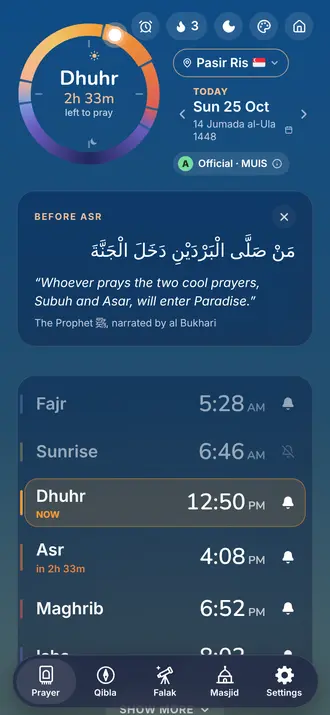 3
Dhuhr
2h 33m
left to pray
Pasir Ris
TODAY
Sun 25 Oct
14 Jumada al-Ula
1448
A Official · MUIS
BEFORE ASR
مَنْ صَلَّى الْبَرْدَيْنِ دَخَلَ الْجَنَّةَ
“Whoever prays the two cool prayers,
Subuh and Asar, will enter Paradise.”
The Prophet ﷺ, narrated by al Bukhari
Fajr 5:28 AM
Sunrise 6:46 AM
Dhuhr 12:50 PM
NOW
Asr 4:08 PM
in 2h 33m
Maghrib 6:52 PM
Prayer Qibla Falak Masjid Settings
SHOW MORE